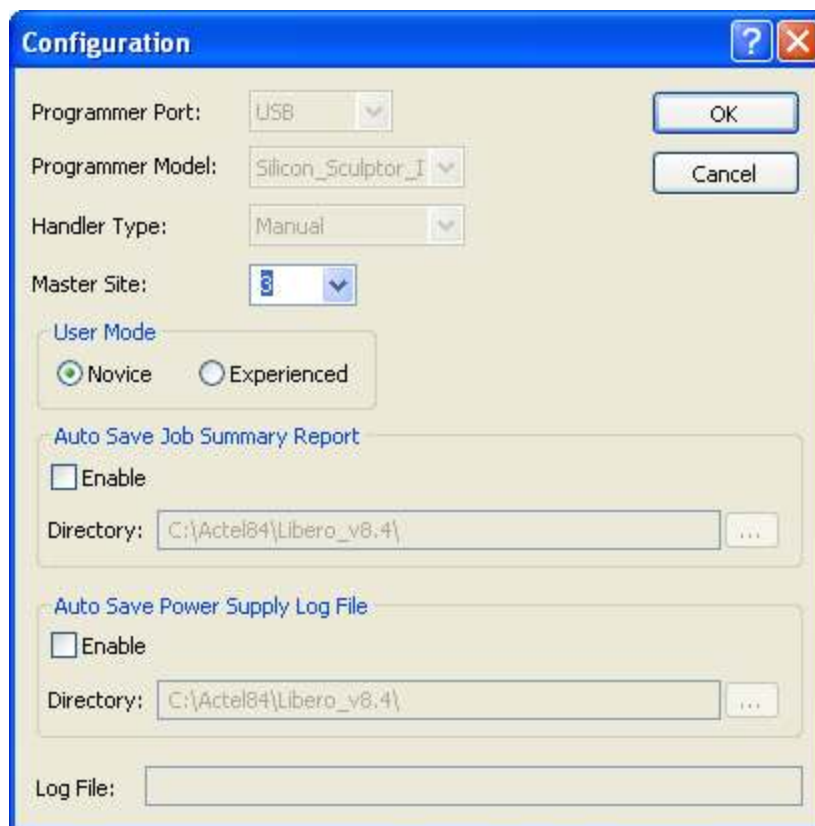 Configuration
Programmer Port: USB
OK
Programmer Model: Silicon_Sculptor_I
Cancel
Handler Type: Manual
Master Site: 3
User Mode
Novice Experienced
Auto Save Job Summary Report
Enable
Directory: C:\Actel84\Libero_v8.4\ ...
Auto Save Power Supply Log File
Enable
Directory: C:\Actel84\Libero_v8.4\ ...
Log File: